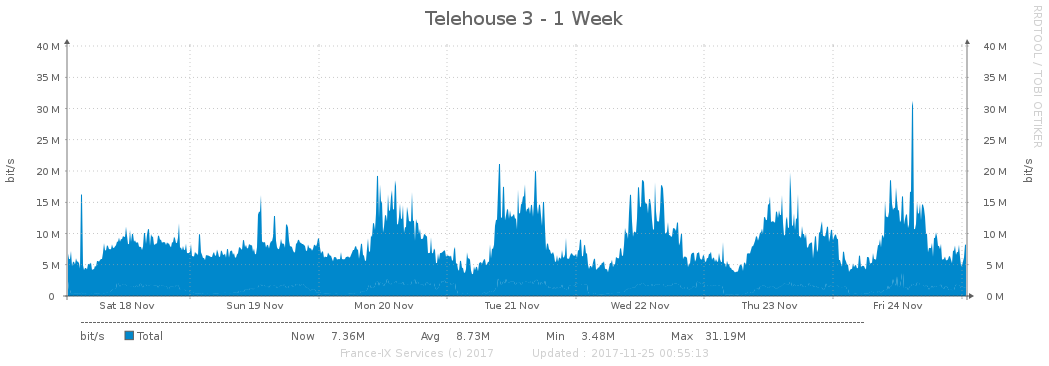 Telehouse 3 - 1 Week
RRDTOOL / TOBI OETIKER
bit/s
bit/s
40 M 40 M
35 M 35 M
30 M 30 M
25 M 25 M
20 M 20 M
15 M 15 M
10 M 10 M
5 M 5 M
0 0 M
Sat 18 Nov Sun 19 Nov Mon 20 Nov Tue 21 Nov Wed 22 Nov Thu 23 Nov Fri 24 Nov
bit/s Total Now 7.36M Avg 8.73M Min 3.48M Max 31.19M
France-IX Services (c) 2017 Updated : 2017-11-25 00:55:13